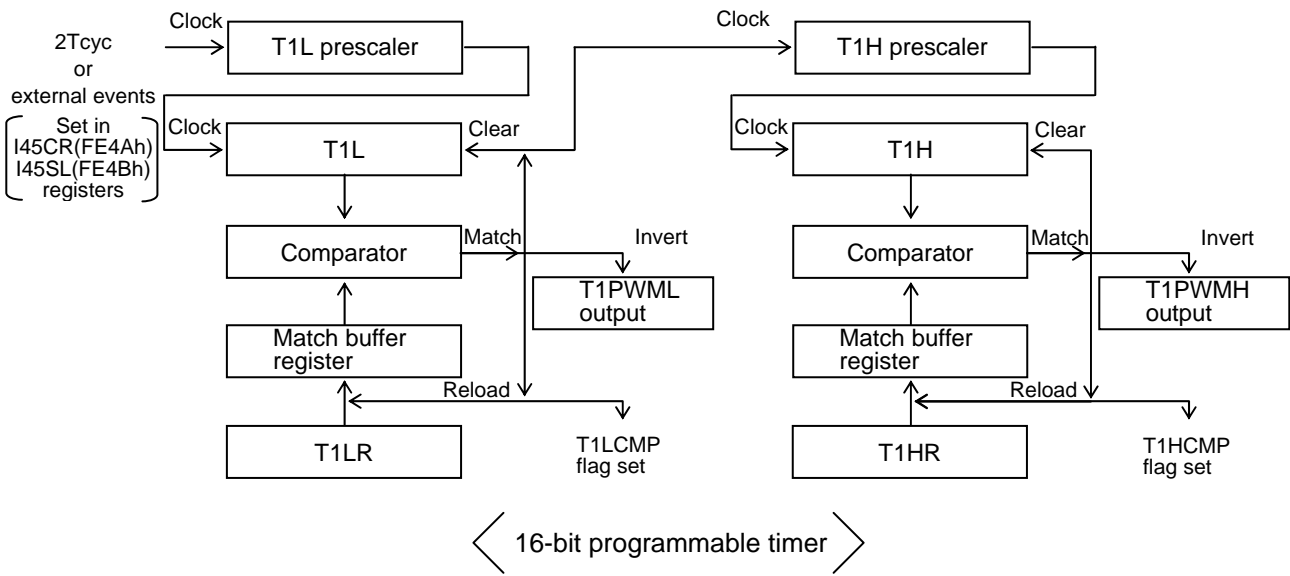 Clock
2Tcyc
or
external events
Set in
I45CR(FE4Ah)
I45SL(FE4Bh)
registers
T1L prescaler
Clock
T1L
Clear
Comparator
Match
Invert
T1PWML
output
Match buffer
register
Reload
T1LR
T1LCMP
flag set
Clock
T1H prescaler
Clock
T1H
Clear
Comparator
Match
Invert
T1PWMH
output
Match buffer
register
Reload
T1HR
T1HCMP
flag set
16-bit programmable timer